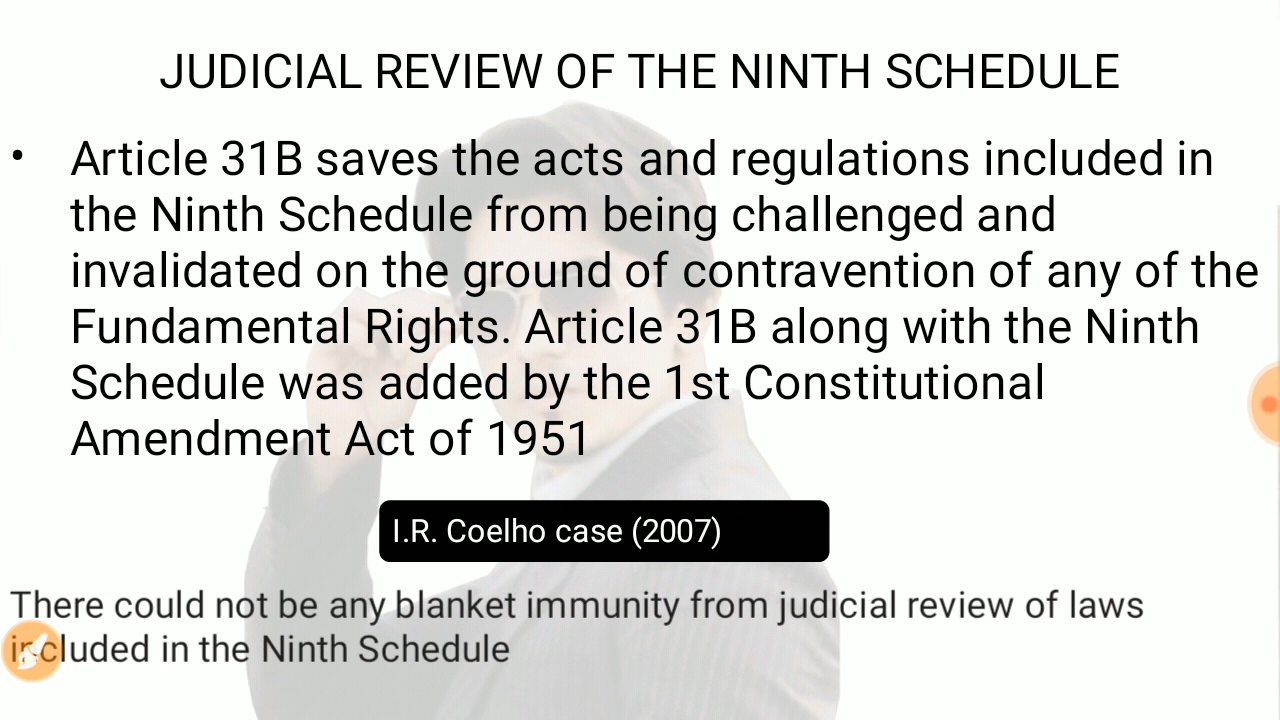 JUDICIAL REVIEW OF THE NINTH SCHEDULE
• Article 31B saves the acts and regulations included in
the Ninth Schedule from being challenged and
invalidated on the ground of contravention of any of the
Fundamental Rights. Article 31B along with the Ninth
Schedule was added by the 1st Constitutional
Amendment Act of 1951
I.R. Coelho case (2007)
There could not be any blanket immunity from judicial review of laws
included in the Ninth Schedule